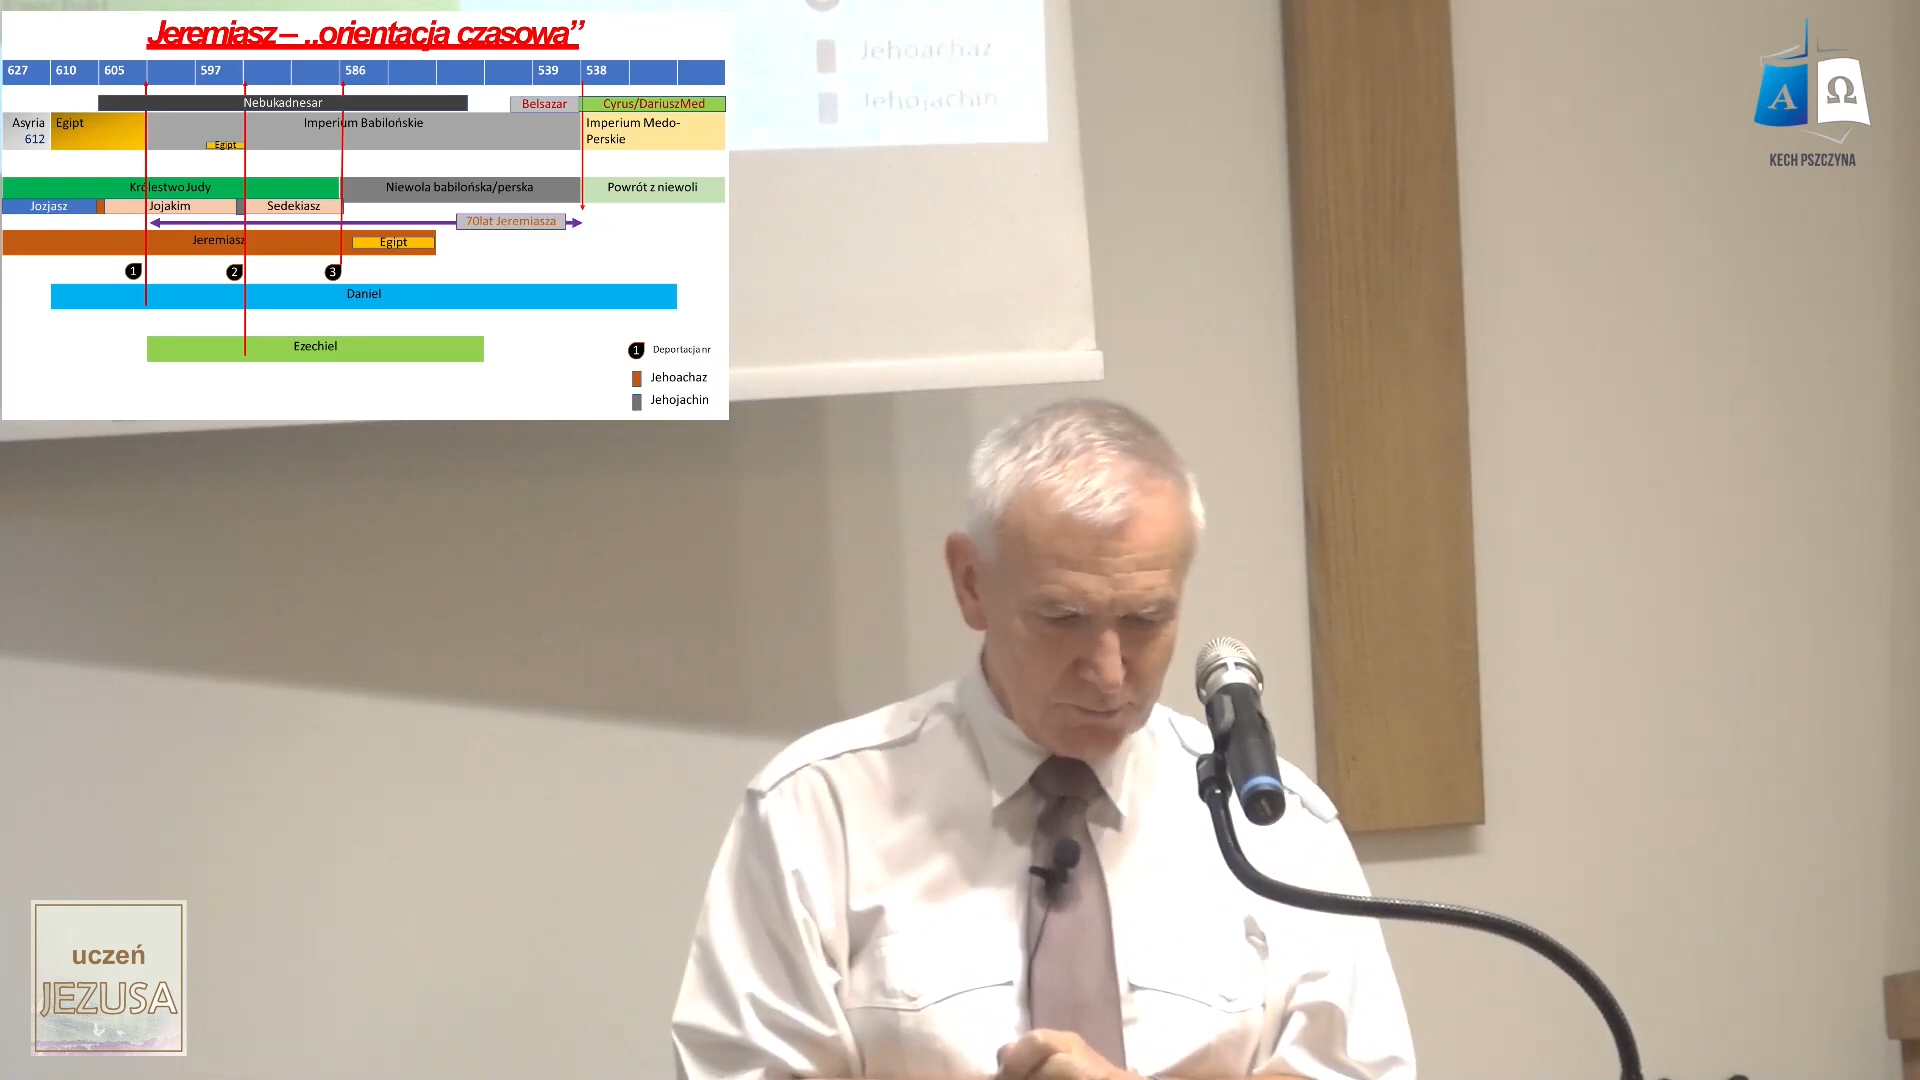 Jeremiasz – „orientacja czasowa”
627 610 605 597 586 539 538
Nebukadnesar
Belsazar
Cyrus/DariuszMed
Asyria
612
Egipt
Imperium Babilońskie
Egipt
Imperium Medo-
Perskie
Królestwo Judy
Niewola babilońska/perska
Powrót z niewoli
Jozjasz
Jojakim
Sedekiasz
70lat Jeremiasza
Jeremiasz
Egipt
1
2
3
Daniel
Ezechiel
1 Deportacja nr
Jehoachaz
Jehojachin
Jehoachaz
Jehojachin
Α Ω
KECH PSZCZYNA
uczeń
JEZUSA